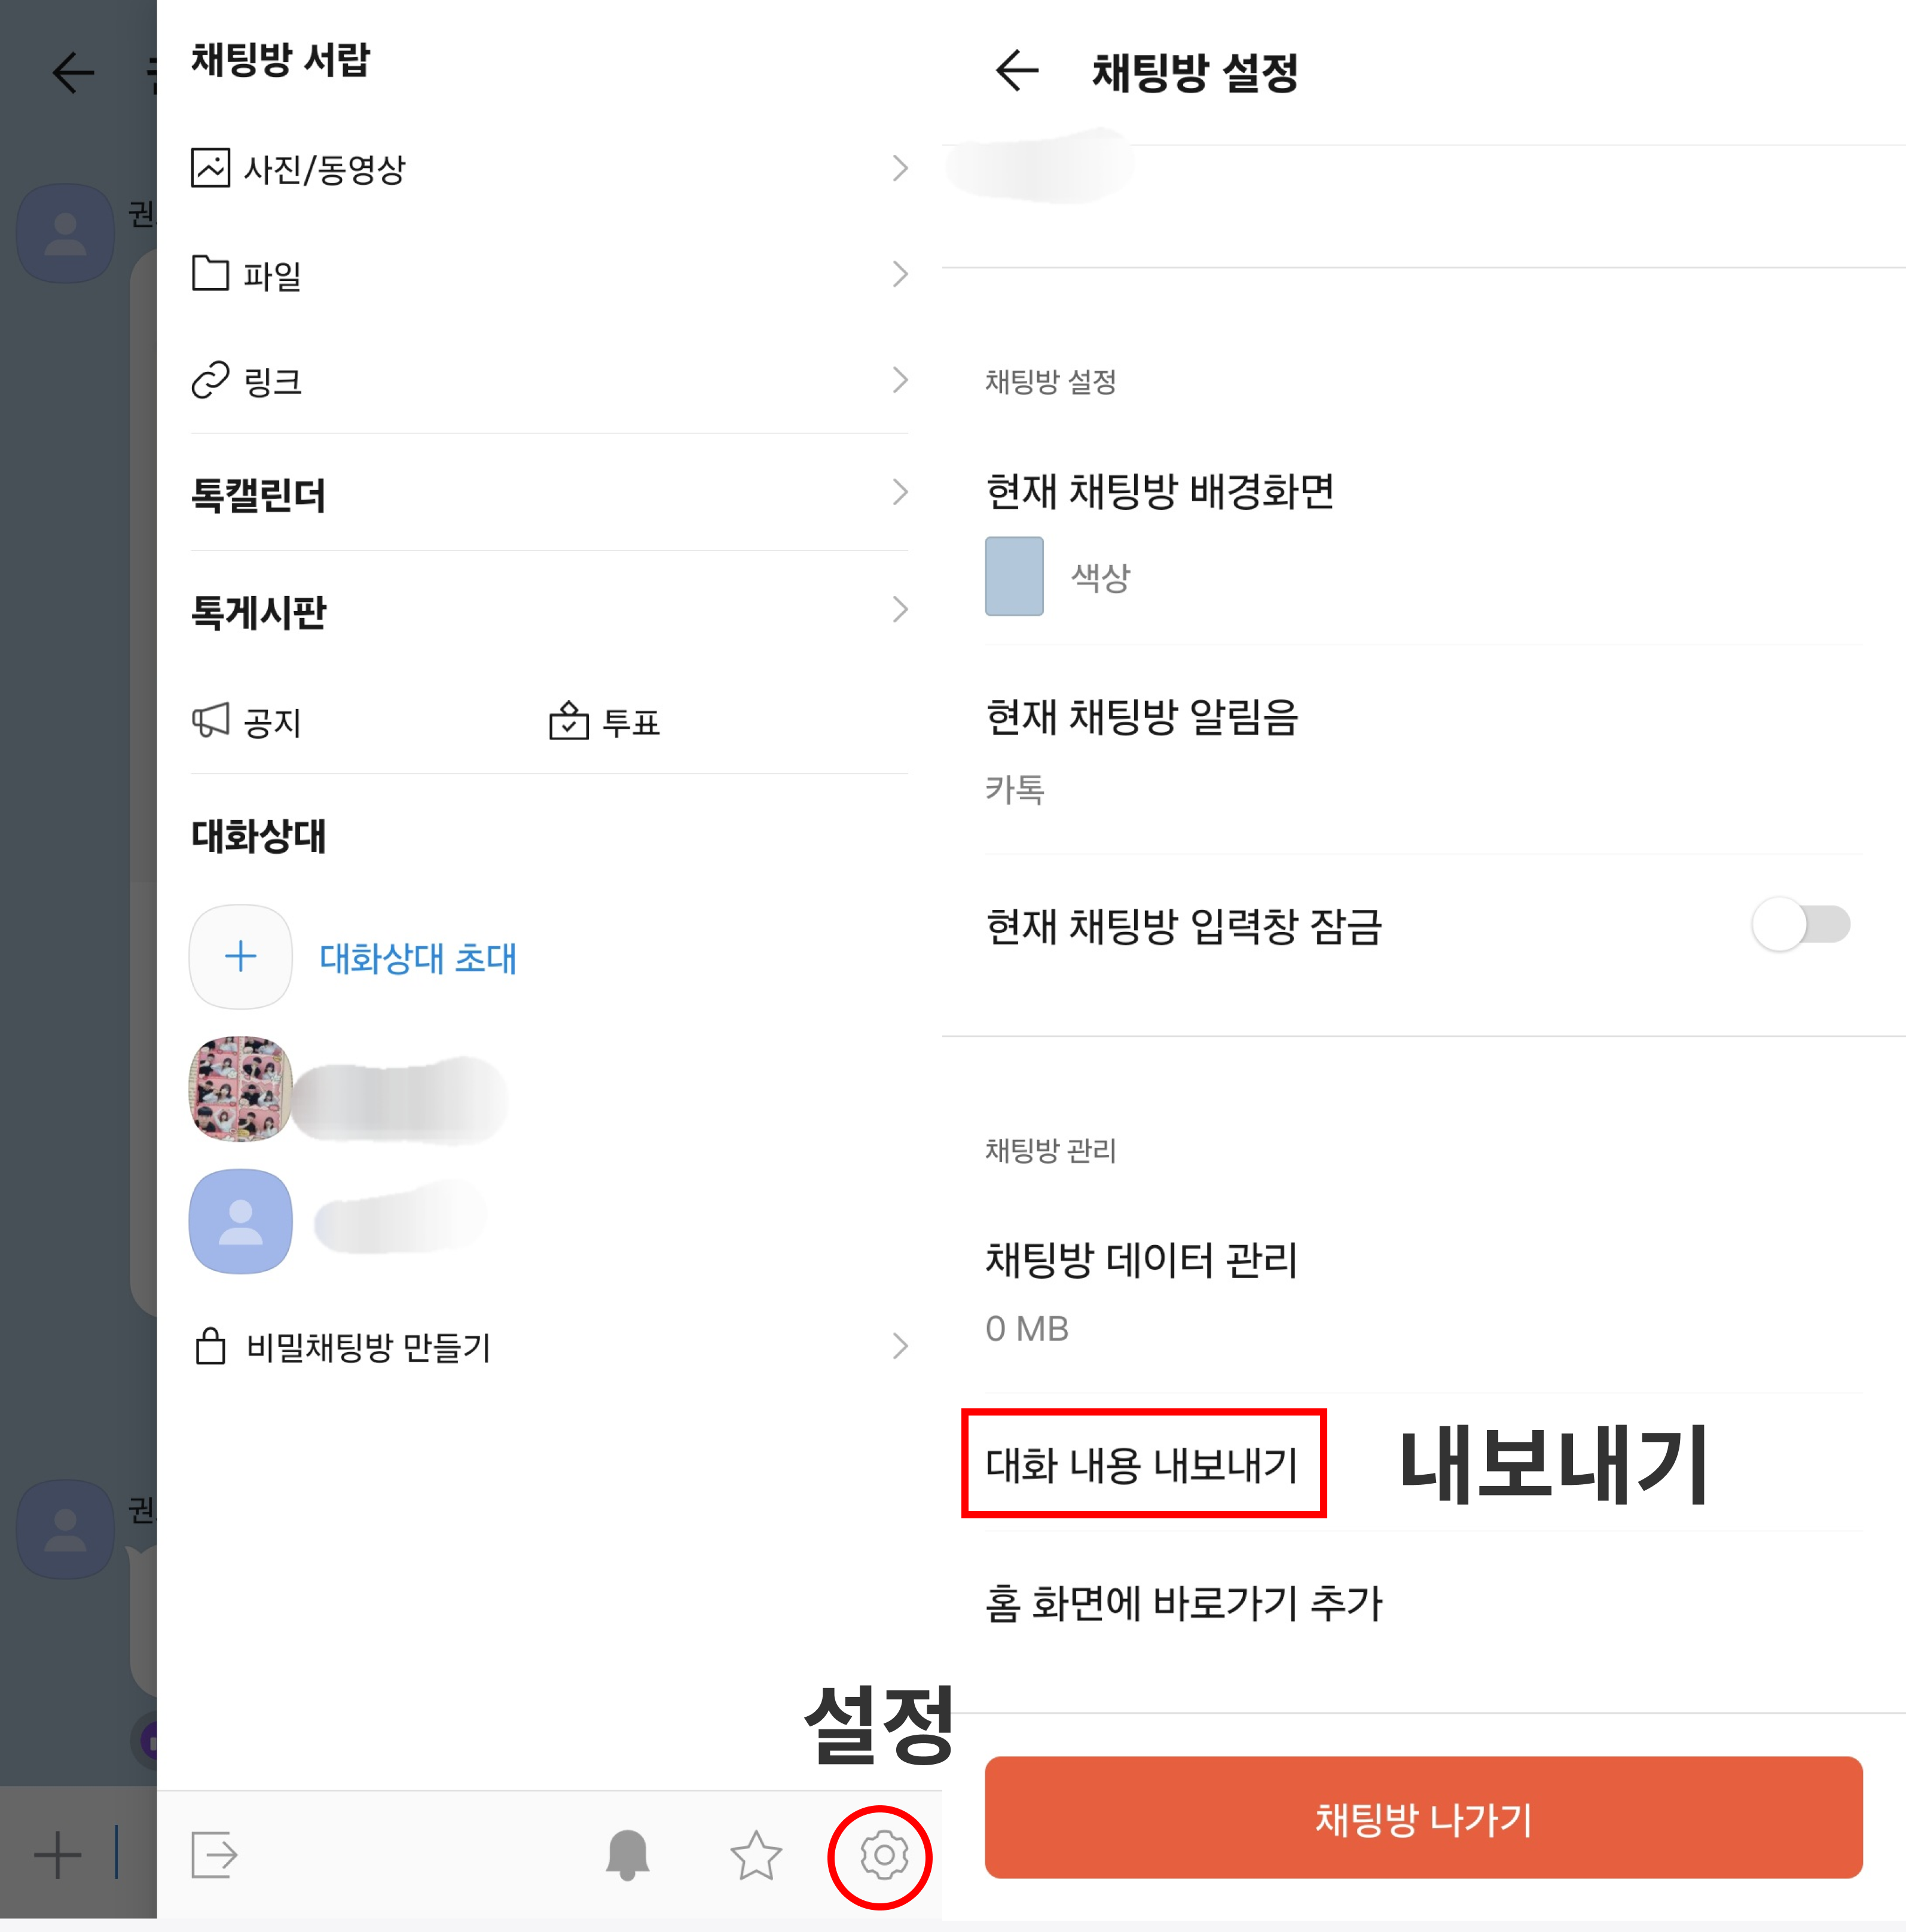 채팅방 서랍
사진/동영상
파일
링크
톡캘린더
톡게시판
공지
투표
대화상대
대화상대 초대
비밀채팅방 만들기
설정
권
권
채팅방 설정
채팅방 설정
현재 채팅방 배경화면
색상
현재 채팅방 알림음
카톡
현재 채팅방 입력창 잠금
채팅방 관리
채팅방 데이터 관리
0 MB
대화 내용 내보내기
내보내기
홈 화면에 바로가기 추가
채팅방 나가기